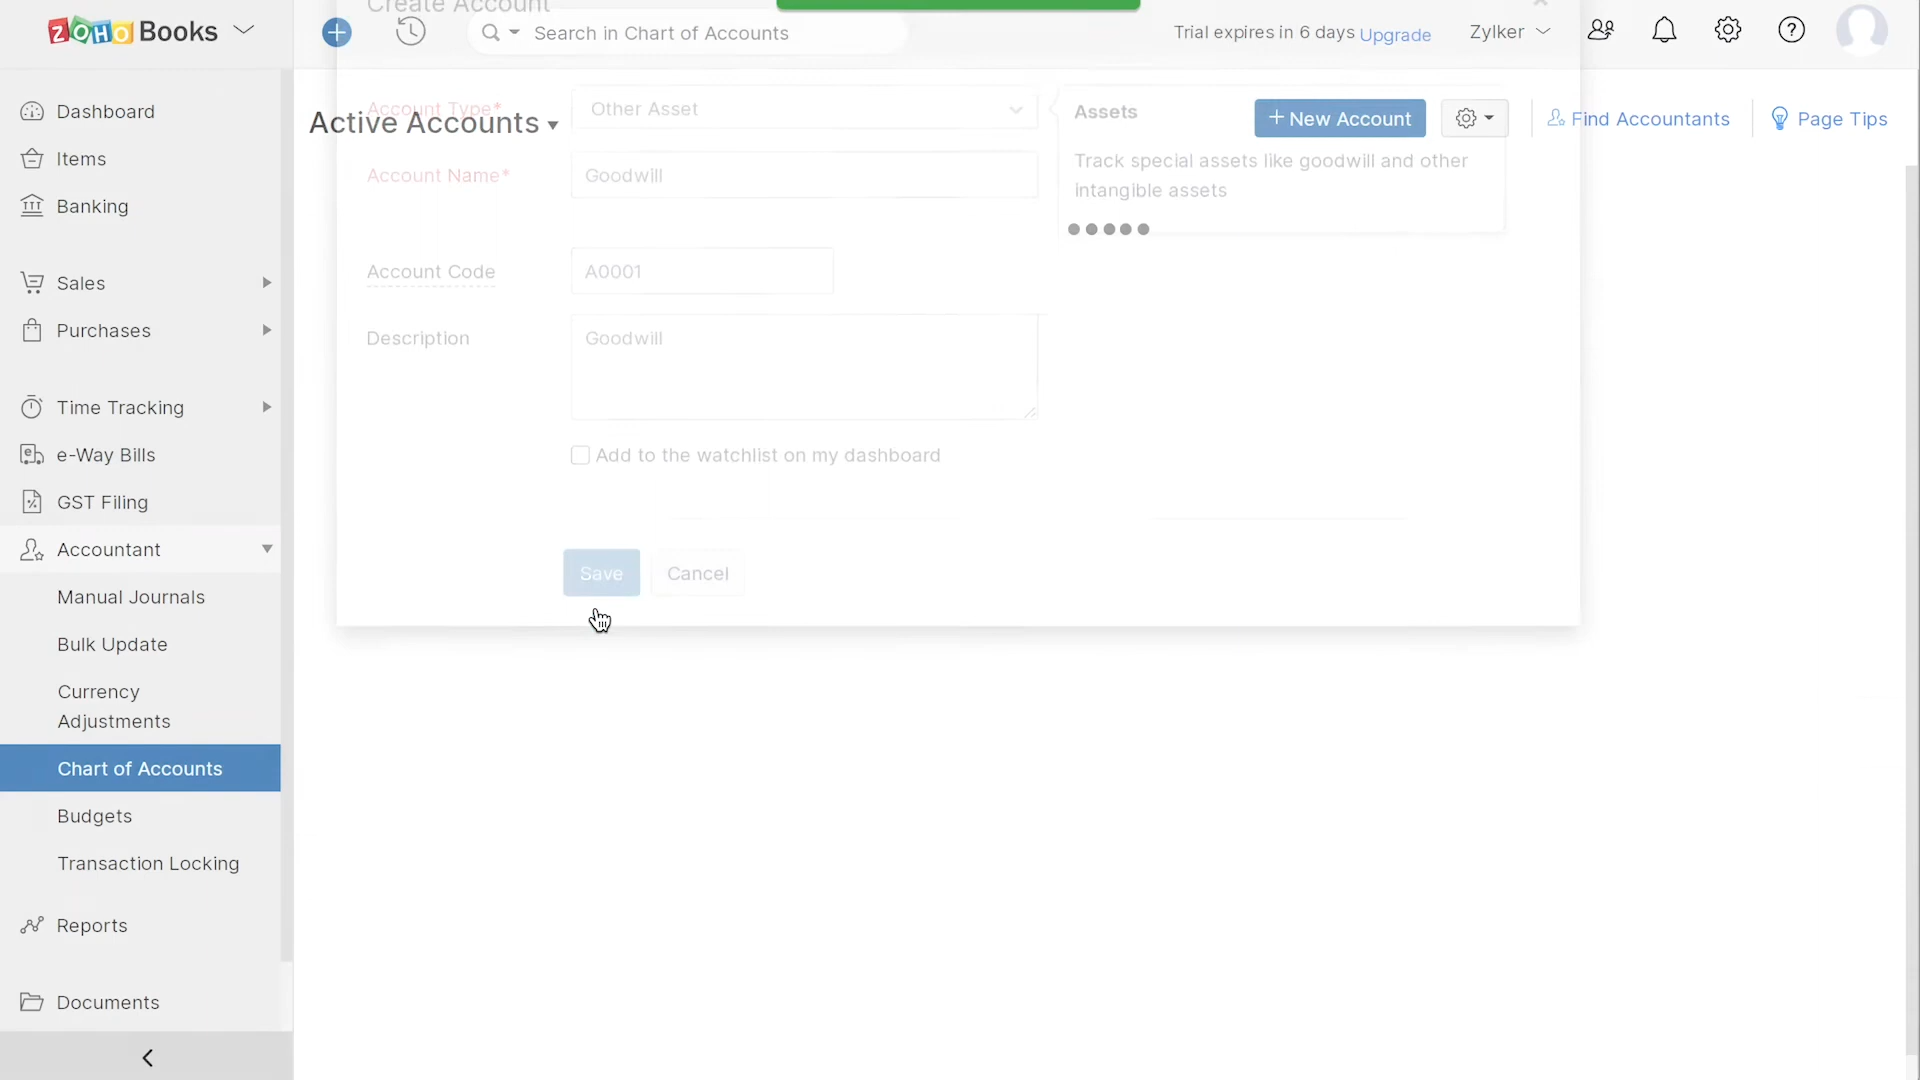 Create Account
ZOHO Books
Search in Chart of Accounts
Trial expires in 6 days Upgrade
Zylker
Dashboard
Items
Banking
Sales
Purchases
Time Tracking
e-Way Bills
GST Filing
Accountant
Manual Journals
Bulk Update
Currency
Adjustments
Chart of Accounts
Budgets
Transaction Locking
Reports
Documents
Active Accounts
+ New Account
Find Accountants
Page Tips
Account Type*
Other Asset
Account Name*
Goodwill
Account Code
A0001
Description
Goodwill
Add to the watchlist on my dashboard
Save
Cancel
Assets
Track special assets like goodwill and other
intangible assets